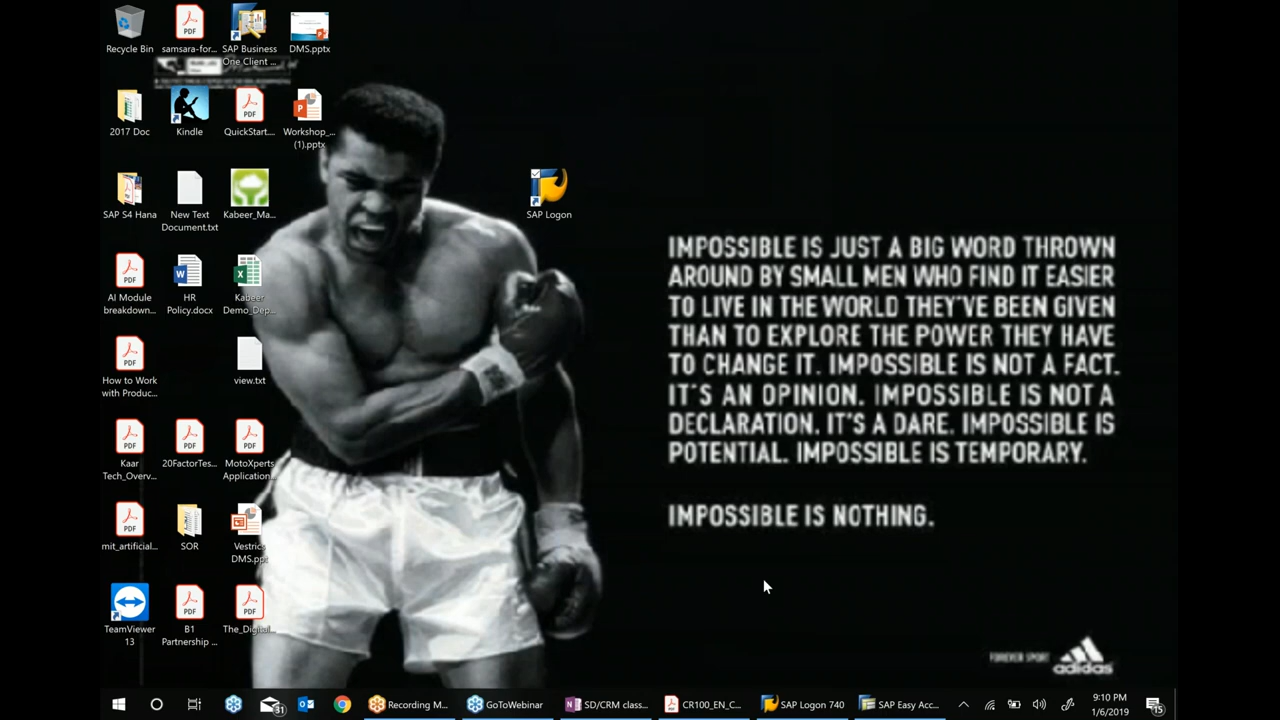 Recycle Bin
samsara-for...
SAP Business
One Client ...
DMS.pptx
2017 Doc
Kindle
QuickStart....
Workshop_...
(1).pptx
SAP S4 Hana
New Text
Document.txt
Kabeer_Ma...
SAP Logon
AI Module
breakdown...
HR
Policy.docx
Kabeer
Demo_Dep...
How to Work
with Produc...
view.txt
Kaar
Tech_Overv...
20FactorTes...
MotoXperts
Application...
mit_artificial...
SOR
Vestrics
DMS.ppt
TeamViewer
13
B1
Partnership ...
The_Digital...
IMPOSSIBLE IS JUST A BIG WORD THROWN
AROUND BY SMALL MEN WHO FIND IT EASIER
TO LIVE IN THE WORLD THEY'VE BEEN GIVEN
THAN TO EXPLORE THE POWER THEY HAVE
TO CHANGE IT. IMPOSSIBLE IS NOT A FACT.
IT'S AN OPINION. IMPOSSIBLE IS NOT A
DECLARATION. IT'S A DARE. IMPOSSIBLE IS
POTENTIAL. IMPOSSIBLE IS TEMPORARY.
IMPOSSIBLE IS NOTHING.
FOREVER SPORT
adidas
31
Recording M...
GoToWebinar
SD/CRM class...
CR100_EN_C...
SAP Logon 740
SAP Easy Acc...
9:10 PM
1/6/2019
15